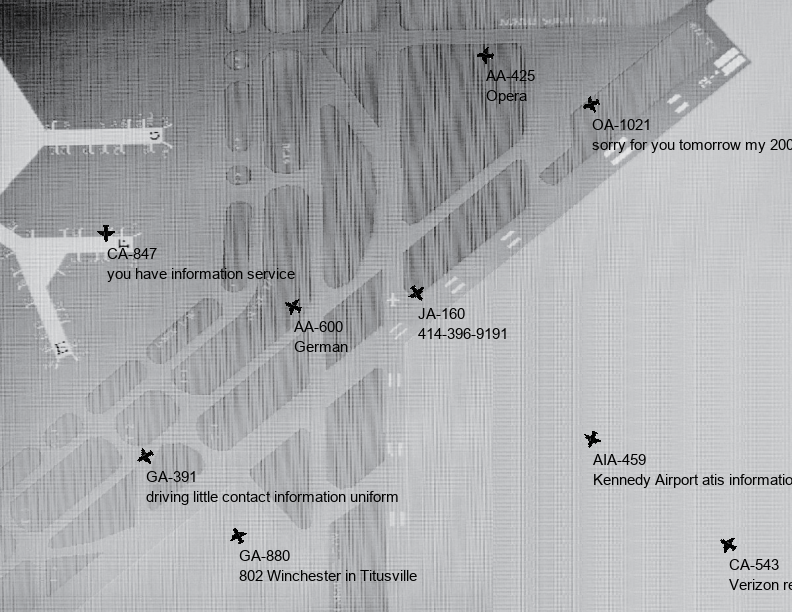 AA-425
Opera
OA-1021
sorry for you tomorrow my 200
CA-847
you have information service
JA-160
414-396-9191
AA-600
German
AIA-459
Kennedy Airport atis informatio
GA-391
driving little contact information uniform
GA-880
802 Winchester in Titusville
CA-543
Verizon re